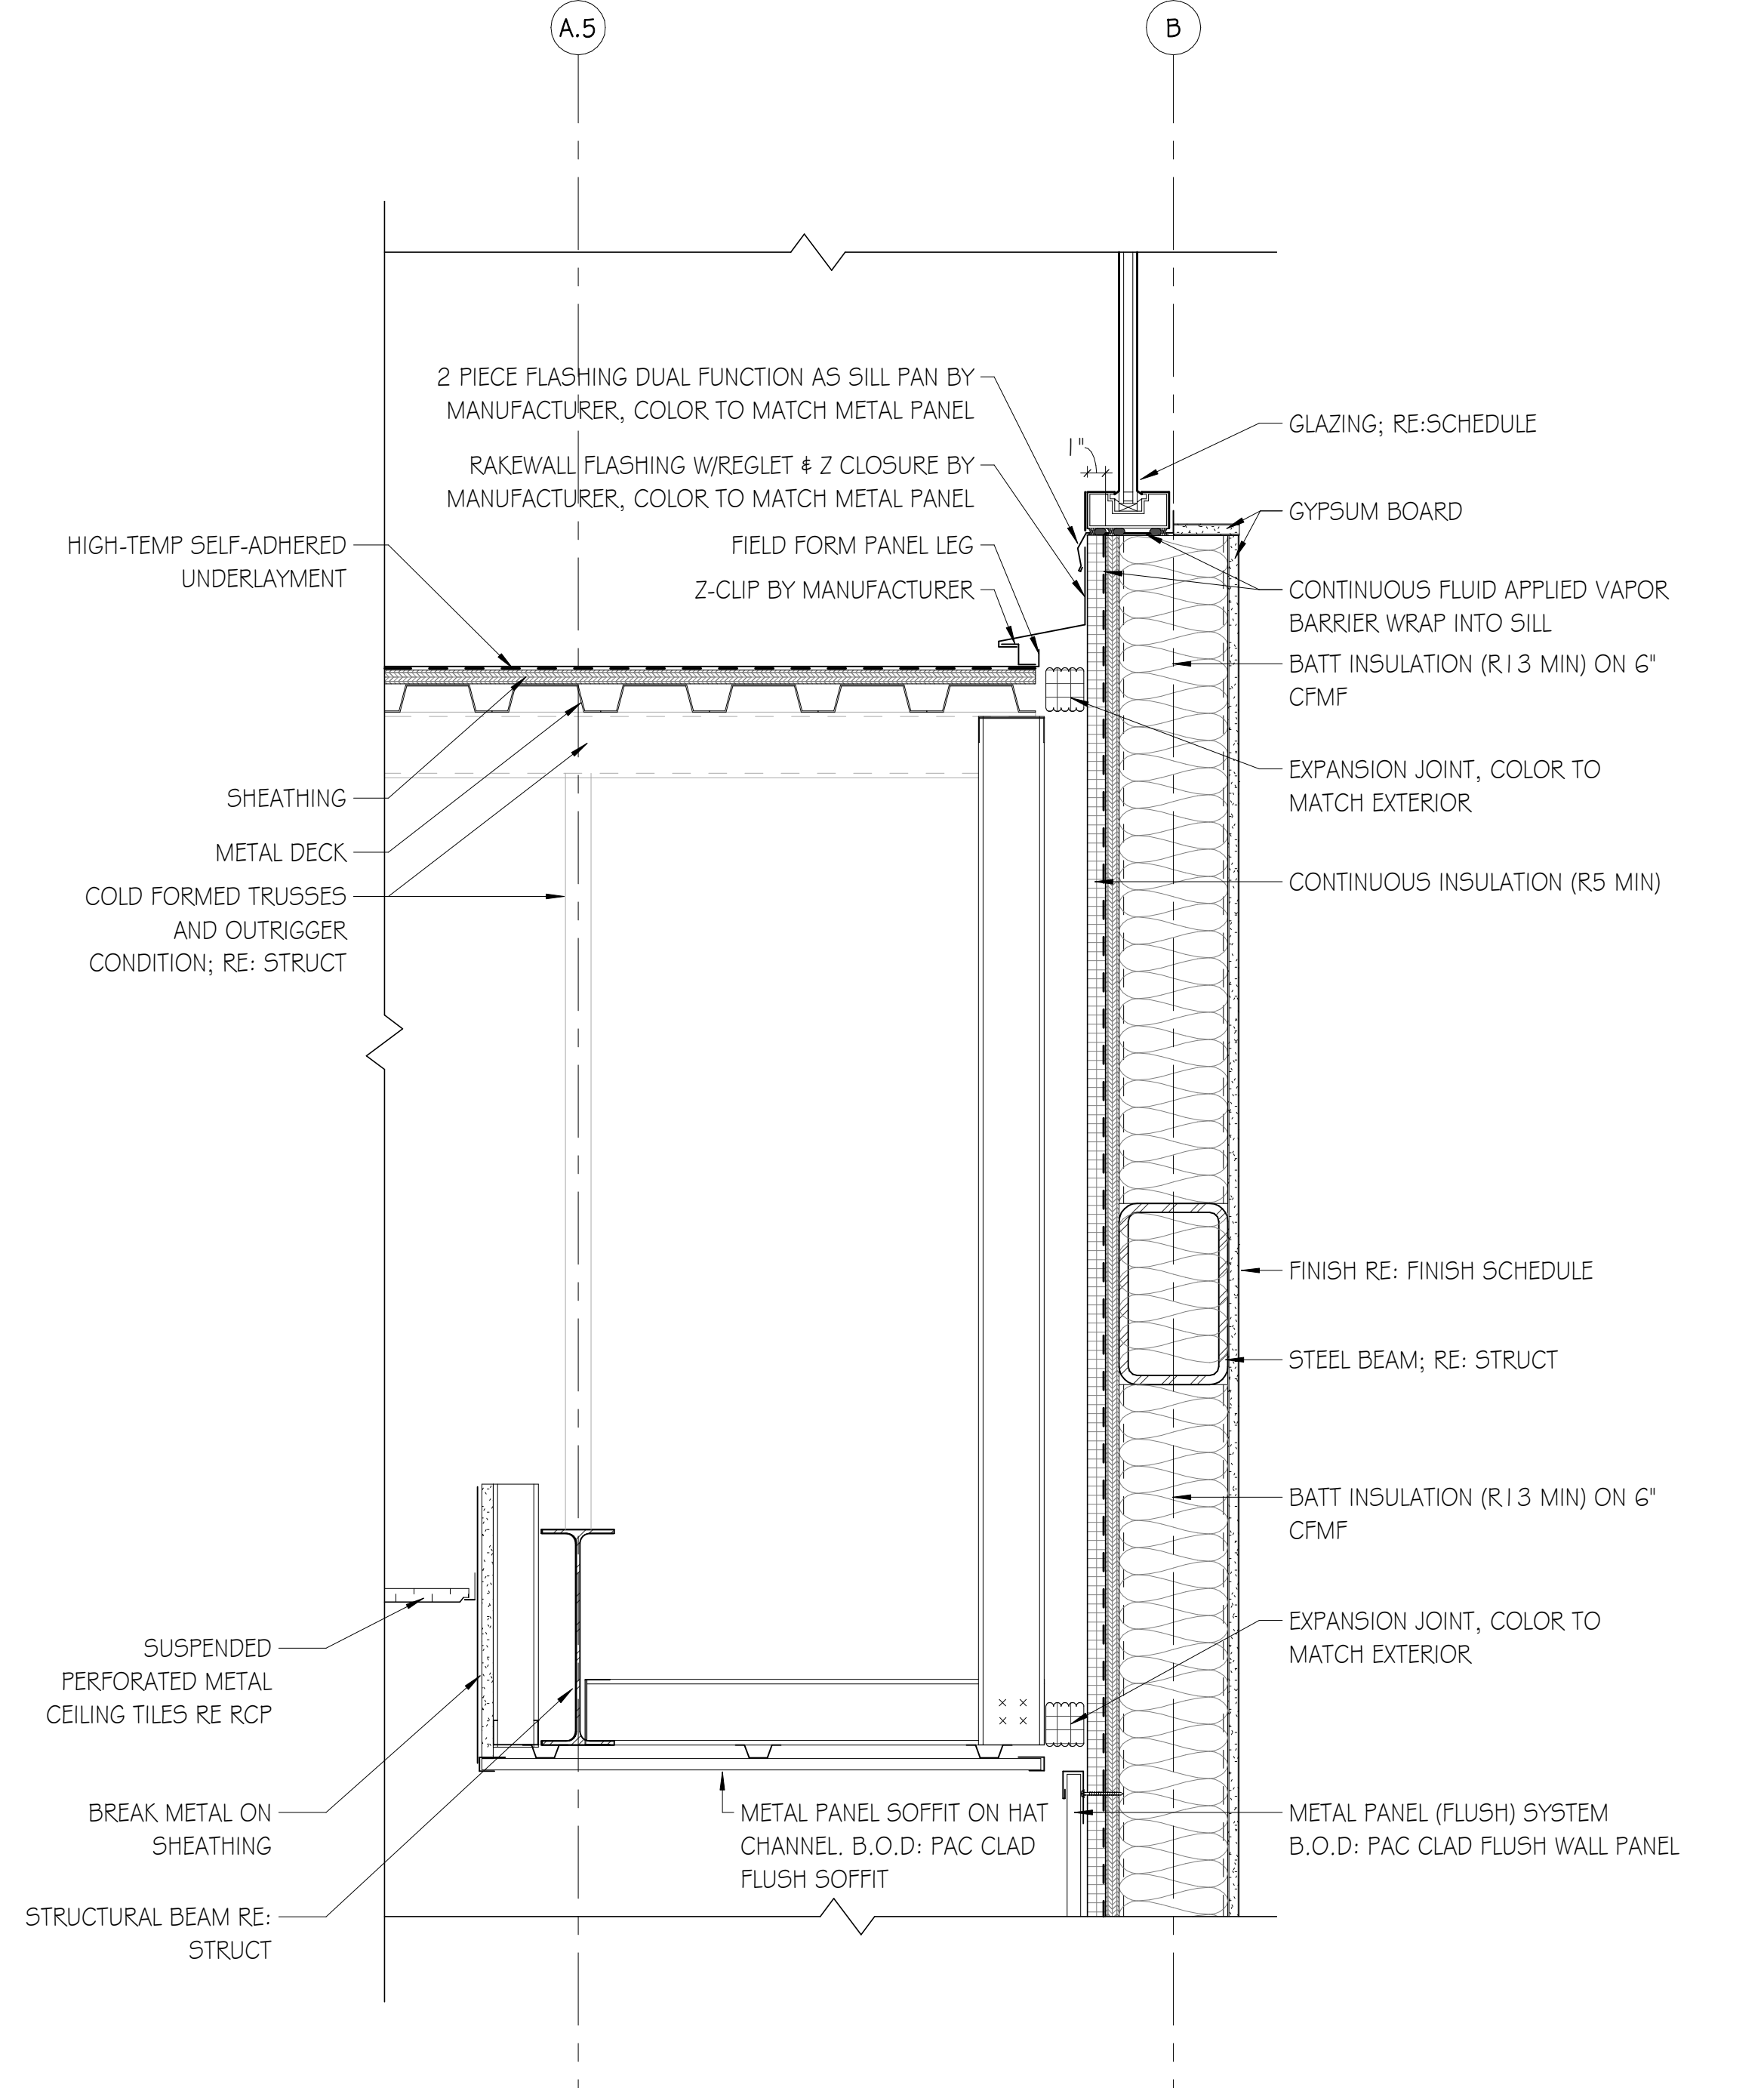 A.5
B
2 PIECE FLASHING DUAL FUNCTION AS SILL PAN BY
MANUFACTURER, COLOR TO MATCH METAL PANEL
RAKEWALL FLASHING W/REGLET & Z CLOSURE BY
MANUFACTURER, COLOR TO MATCH METAL PANEL
FIELD FORM PANEL LEG
Z-CLIP BY MANUFACTURER
1"
HIGH-TEMP SELF-ADHERED
UNDERLAYMENT
SHEATHING
METAL DECK
COLD FORMED TRUSSES
AND OUTRIGGER
CONDITION; RE: STRUCT
SUSPENDED
PERFORATED METAL
CEILING TILES RE RCP
BREAK METAL ON
SHEATHING
STRUCTURAL BEAM RE:
STRUCT
METAL PANEL SOFFIT ON HAT
CHANNEL. B.O.D: PAC CLAD
FLUSH SOFFIT
GLAZING; RE:SCHEDULE
GYPSUM BOARD
CONTINUOUS FLUID APPLIED VAPOR
BARRIER WRAP INTO SILL
BATT INSULATION (R13 MIN) ON 6"
CFMF
EXPANSION JOINT, COLOR TO
MATCH EXTERIOR
CONTINUOUS INSULATION (R5 MIN)
FINISH RE: FINISH SCHEDULE
STEEL BEAM; RE: STRUCT
BATT INSULATION (R13 MIN) ON 6"
CFMF
EXPANSION JOINT, COLOR TO
MATCH EXTERIOR
METAL PANEL (FLUSH) SYSTEM
B.O.D: PAC CLAD FLUSH WALL PANEL